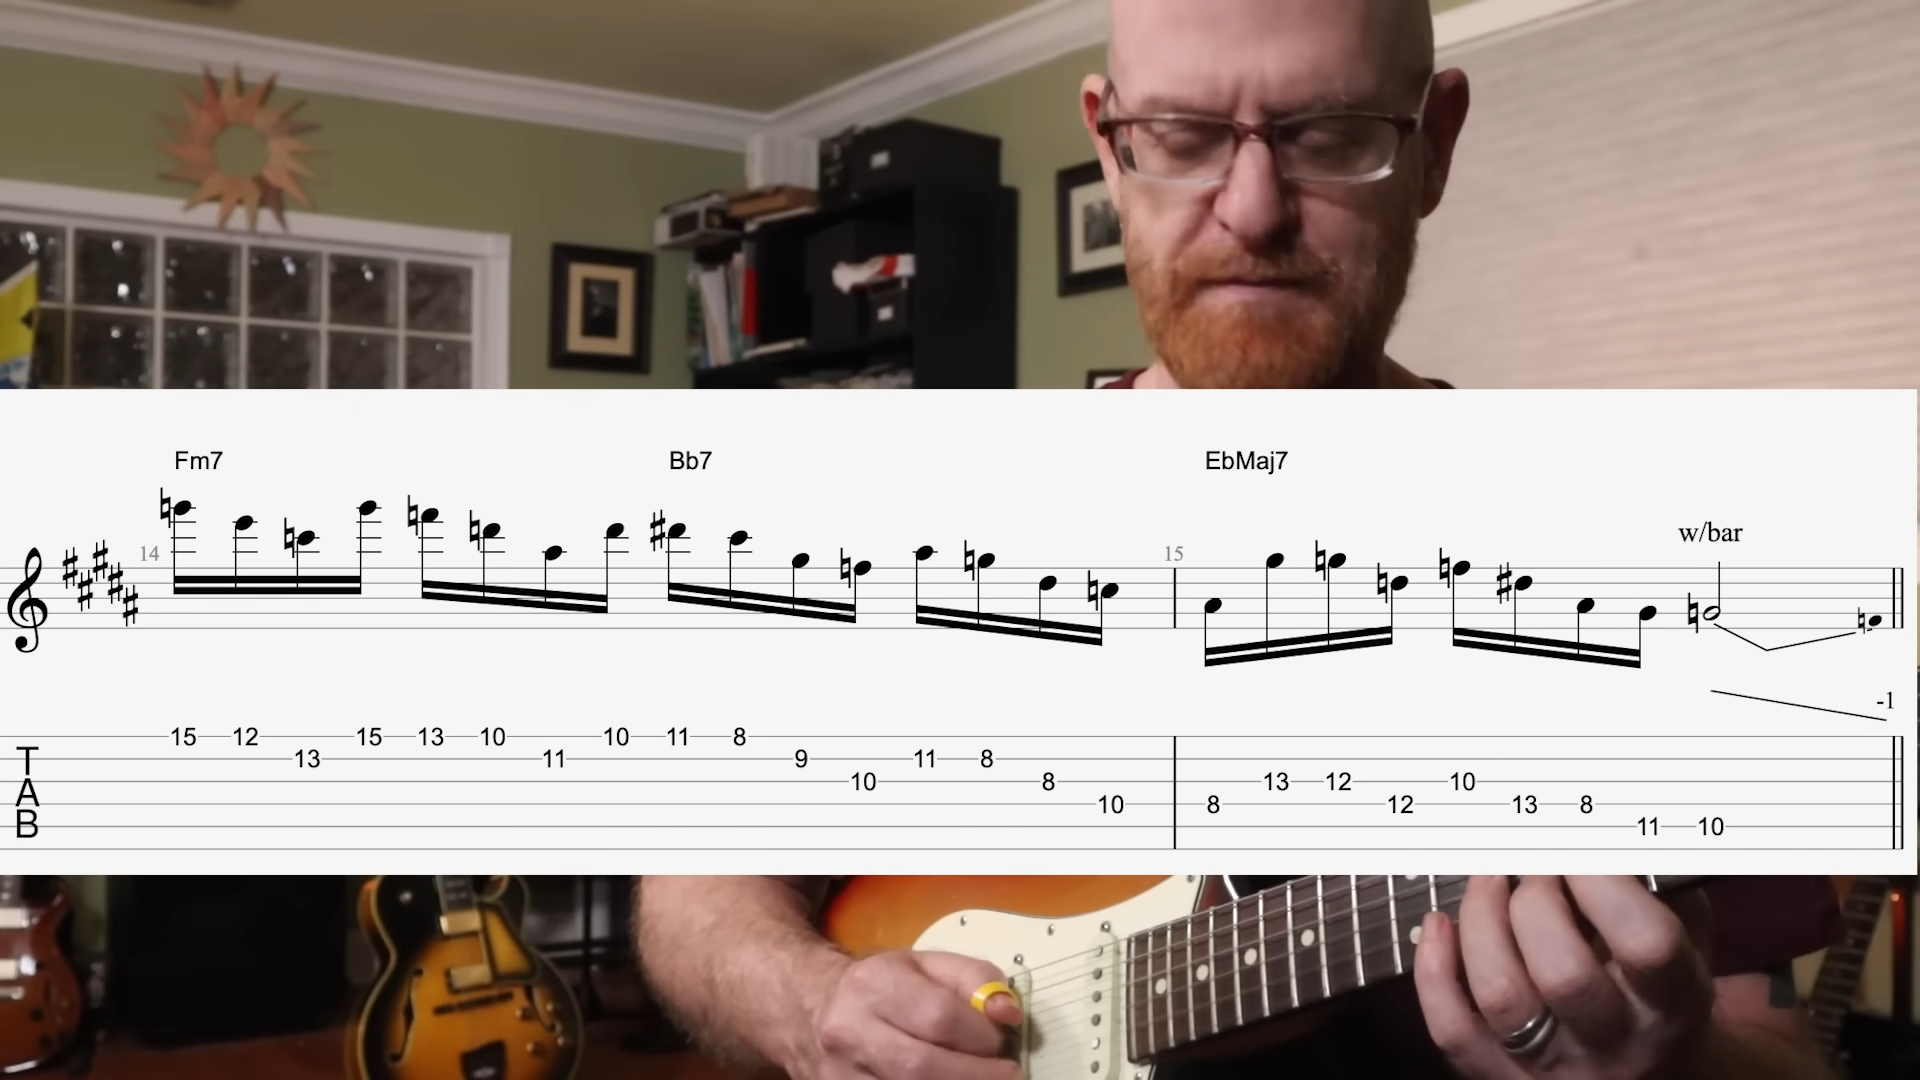 Fm7 Bb7 EbMaj7
w/bar
14 15
-1
15 12 15 13 10 10 11 8
T 13 11 9 11 8
A 10 8 13 12 10
B 10 8 12 13 8
11 10